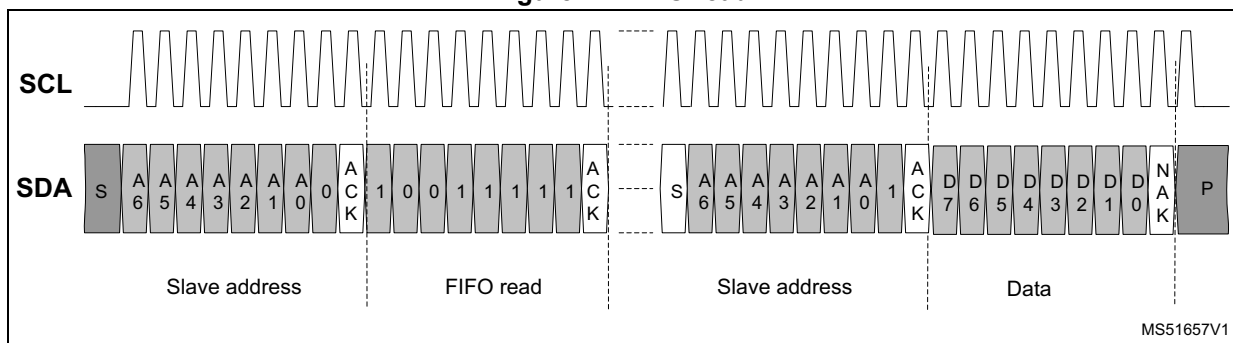 SCL
SDA
S A6 A5 A4 A3 A2 A1 A0 0 ACK 1 0 0 1 1 1 1 1 ACK S A6 A5 A4 A3 A2 A1 A0 1 ACK D7 D6 D5 D4 D3 D2 D1 D0 NAK P
Slave address FIFO read Slave address Data
MS51657V1